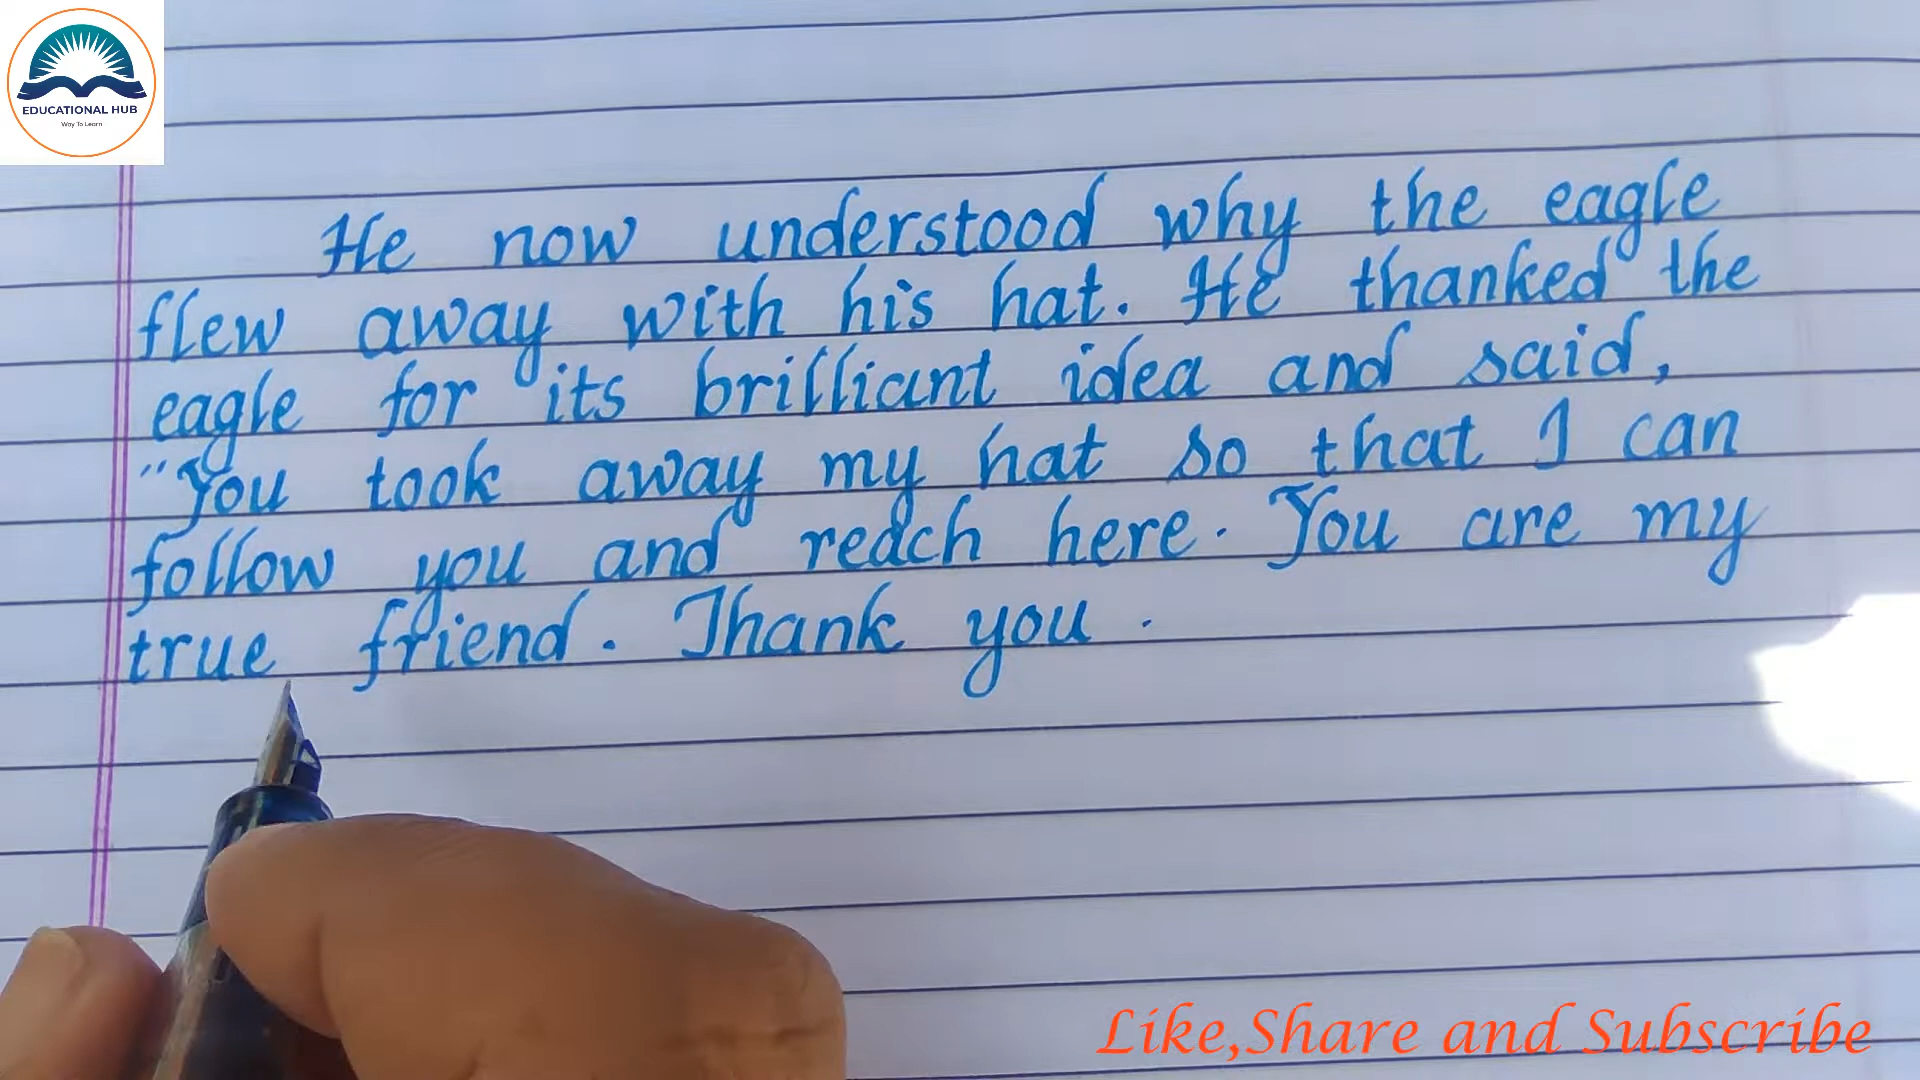 EDUCATIONAL HUB
Way To Learn
He now understood why the eagle
flew away with his hat. He thanked the
eagle for its brilliant idea and said,
"You took away my hat so that I can
follow you and reach here. You are my
true friend. Thank you.
Like,Share and Subscribe